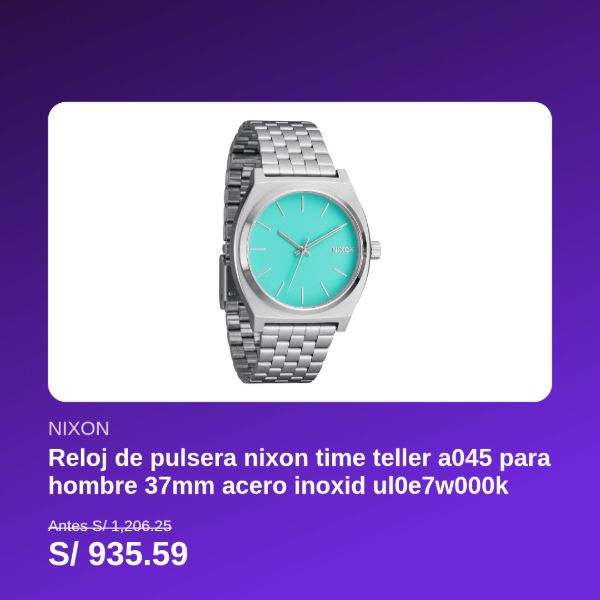 NIXON
NIXON
Reloj de pulsera nixon time teller a045 para
hombre 37mm acero inoxid ul0e7w000k
Antes S/ 1,206.25
S/ 935.59